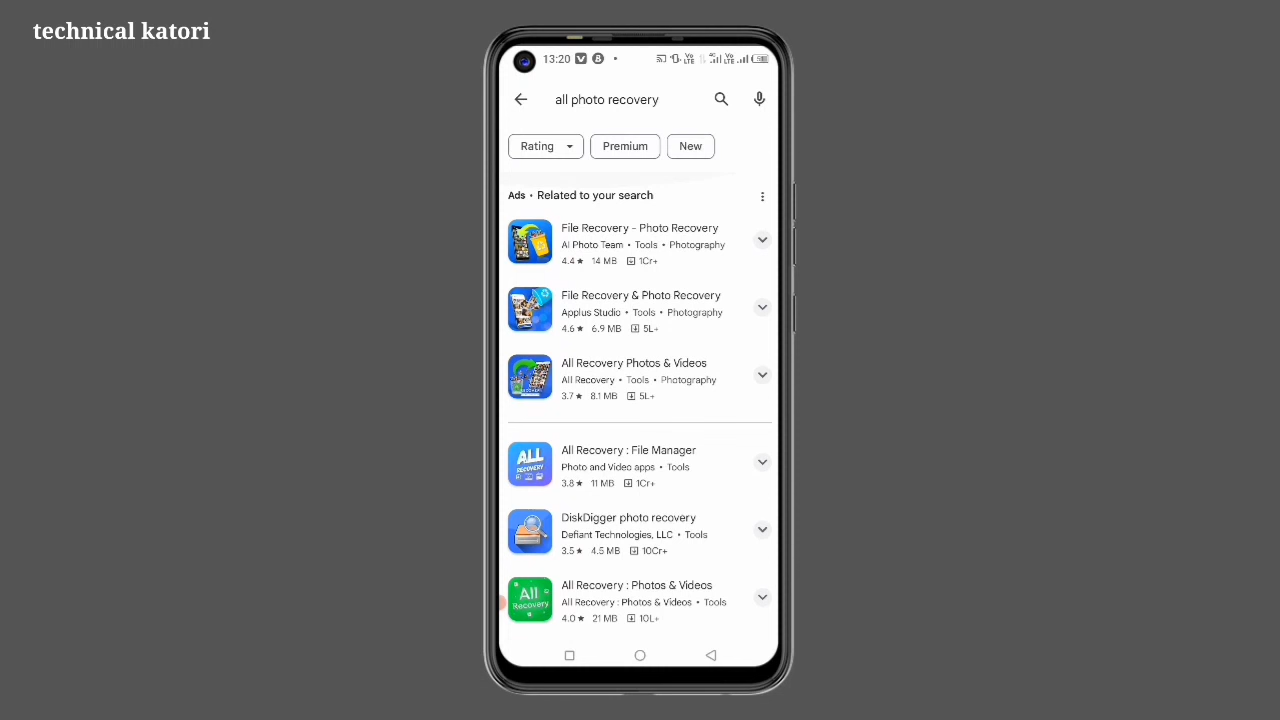 technical katori
13:20
all photo recovery
Rating
Premium
New
Ads • Related to your search
File Recovery - Photo Recovery
AI Photo Team • Tools • Photography
4.4★ 14 MB 1Cr+
File Recovery & Photo Recovery
Applus Studio • Tools • Photography
4.6★ 6.9 MB 5L+
All Recovery Photos & Videos
All Recovery • Tools • Photography
3.7★ 8.1 MB 5L+
ALL
RECOVERY
All Recovery : File Manager
Photo and Video apps • Tools
3.8★ 11 MB 1Cr+
DiskDigger photo recovery
Defiant Technologies, LLC • Tools
3.5★ 4.5 MB 10Cr+
All
Recovery
All Recovery : Photos & Videos
All Recovery : Photos & Videos • Tools
4.0★ 21 MB 10L+